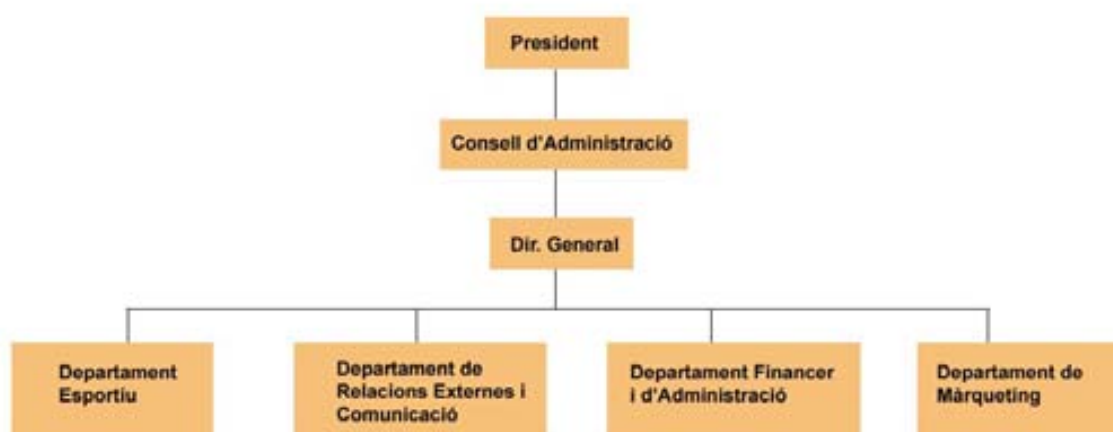 President
Consell d'Administració
Dir. General
Departament
Esportiu
Departament de
Relacions Externes i
Comunicació
Departament Financer
i d'Administració
Departament de
Màrqueting